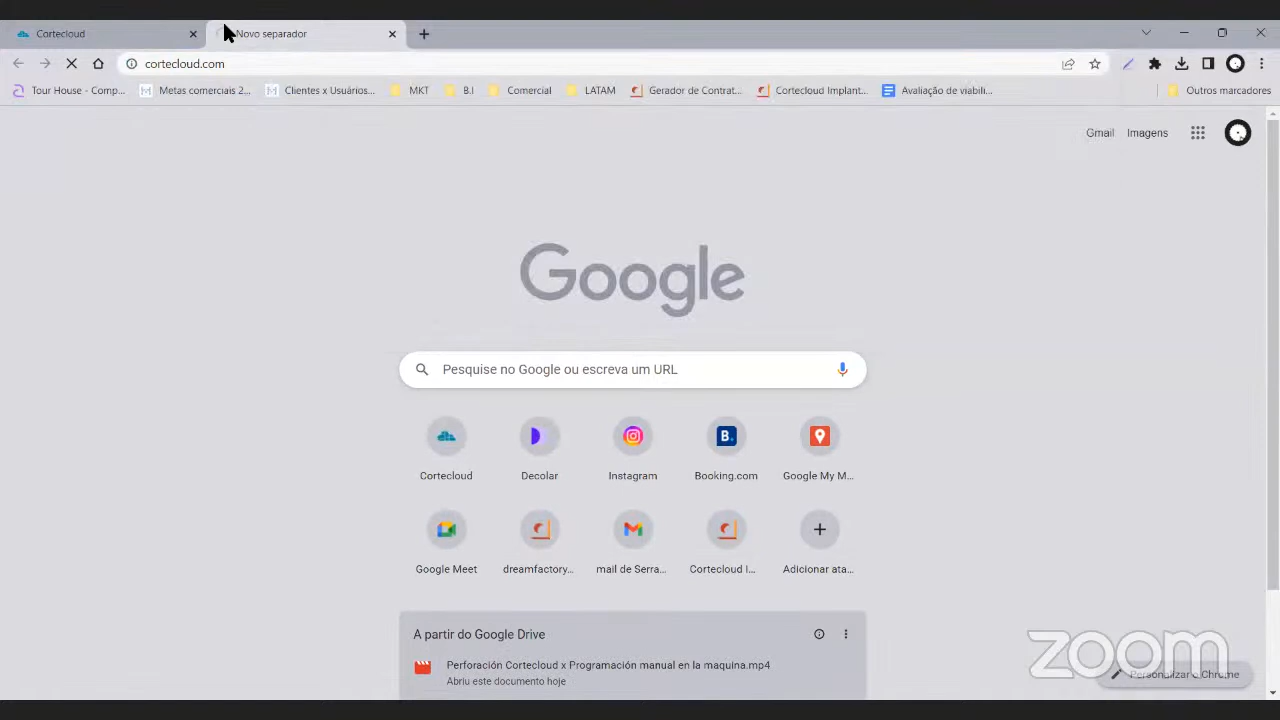 Cortecloud
Novo separador
cortecloud.com
Tour House - Comp...
Metas comerciais 2...
Clientes x Usuários...
MKT
B.I
Comercial
LATAM
Gerador de Contrat...
Cortecloud Implant...
Avaliação de viabili...
Outros marcadores
Gmail
Imagens
Google
Pesquise no Google ou escreva um URL
Cortecloud
Decolar
Instagram
Booking.com
Google My M...
Google Meet
dreamfactory...
mail de Serra...
Cortecloud I...
Adicionar ata...
A partir do Google Drive
Perforación Cortecloud x Programación manual en la maquina.mp4
Abriu este documento hoje
Personalizar o Chrome
zoom